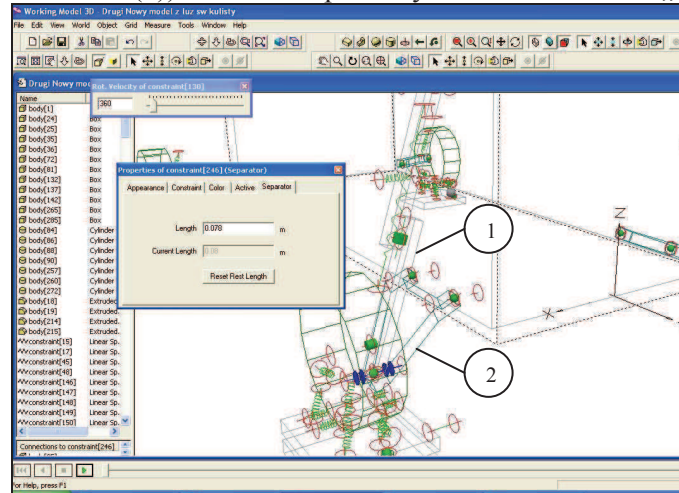 Working Model 3D - Drugi Nowy model z luz sw kulisty
File Edit View World Object Grid Measure Tools Window Help
Drugi Nowy mo
Rot. Velocity of constraint[130]
360
Name
body[1]
body[24] Box
body[25] Box
body[35] Box
body[36] Box
body[72] Box
body[81] Box
body[132] Box
body[137] Box
body[142] Box
body[265] Box
body[285] Box
body[84] Cylinder
body[86] Cylinder
body[88] Cylinder
body[90] Cylinder
body[257] Cylinder
body[260] Cylinder
body[272] Cylinder
body[18] Extruded.
body[19] Extruded.
body[214] Extruded.
body[215] Extruded.
constraint[15] Linear Sp.
constraint[17] Linear Sp.
constraint[45] Linear Sp.
constraint[48] Linear Sp.
constraint[146] Linear Sp.
constraint[147] Linear Sp.
constraint[148] Linear Sp.
constraint[149] Linear Sp.
constraint[150] Linear Sp.
Connections to constraint[246]
Properties of constraint[246] (Separator)
Appearance Constraint Color Active Separator
Length 0.078 m
Current Length m
Reset Rest Length
1
2
Z
X
For Help, press F1